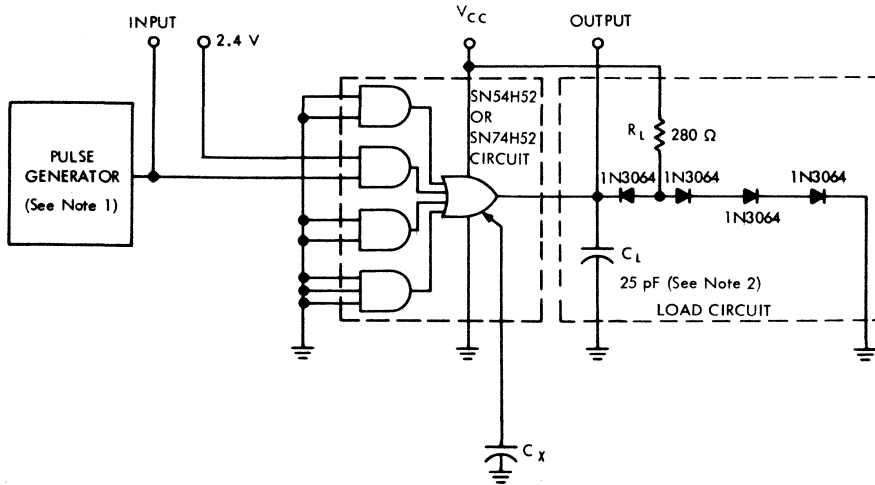 INPUT
2.4 V
VCC
OUTPUT
PULSE
GENERATOR
(See Note 1)
SN54H52
OR
SN74H52
CIRCUIT
RL
280 Ω
1N3064
1N3064
1N3064
1N3064
CL
25 pF (See Note 2)
LOAD CIRCUIT
CX